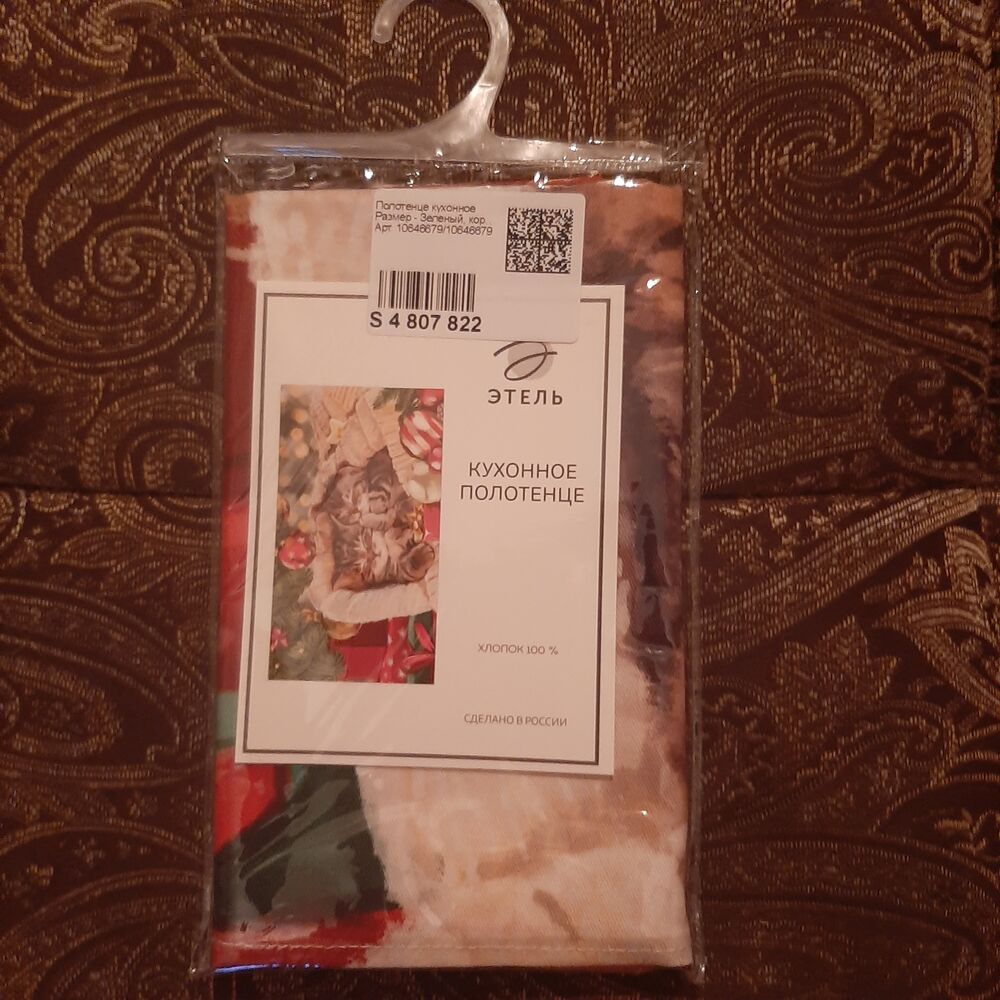 Полотенце кухонное
Размер - Зеленый, кор...
Арт. 10646679/10646679
S 4 807 822
ЭТЕЛЬ
КУХОННОЕ
ПОЛОТЕНЦЕ
ХЛОПОК 100 %
СДЕЛАНО В РОССИИ